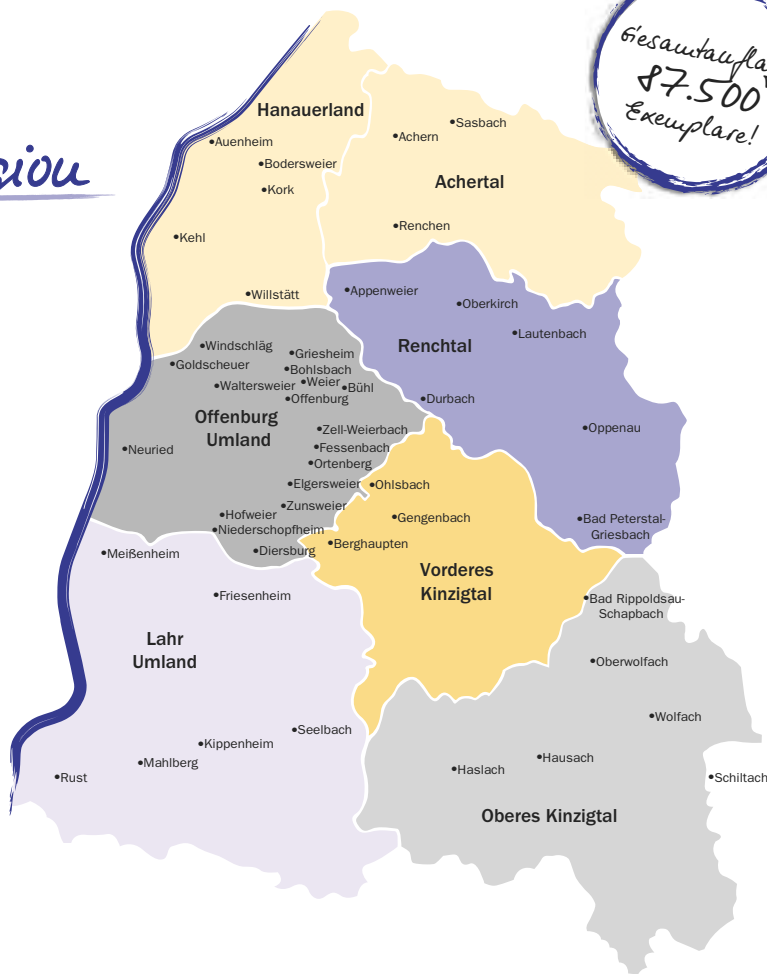 Hanauerland
Auenheim
Bodersweier
Kork
Kehl
Willstätt
Sasbach
Achern
Achertal
Renchen
87.500
Exemplare!
Appenweier
Oberkirch
Lautenbach
Renchtal
Durbach
Oppenau
Bad Peterstal-
Griesbach
Windschläg
Griesheim
Goldscheuer
Bohlsbach
Weier
Waltersweier
Bühl
Offenburg
Offenburg
Umland
Zell-Weierbach
Neuried
Fessenbach
Ortenberg
Elgersweier
Zunsweier
Hofweier
Niederschopfheim
Diersburg
Ohlsbach
Gengenbach
Berghaupten
Vorderes
Kinzigtal
Meißenheim
Friesenheim
Lahr
Umland
Seelbach
Kippenheim
Mahlberg
Rust
Bad Rippoldsau-
Schapbach
Oberwolfach
Wolfach
Hausach
Haslach
Schiltach
Oberes Kinzigtal